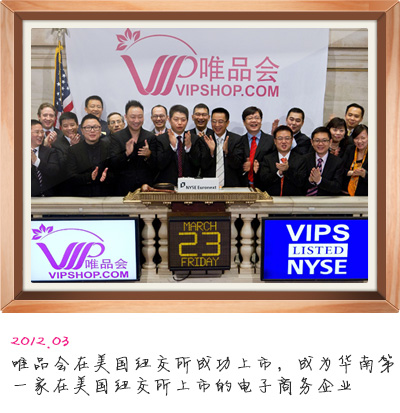 VIP唯品会
VIPSHOP.COM
NYSE Euronext
VIP唯品会
VIPSHOP.COM
MARCH
23
FRIDAY
VIPS
LISTED
NYSE
2012.03
唯品会在美国纽交所成功上市，成为华南第
一家在美国纽交所上市的电子商务企业